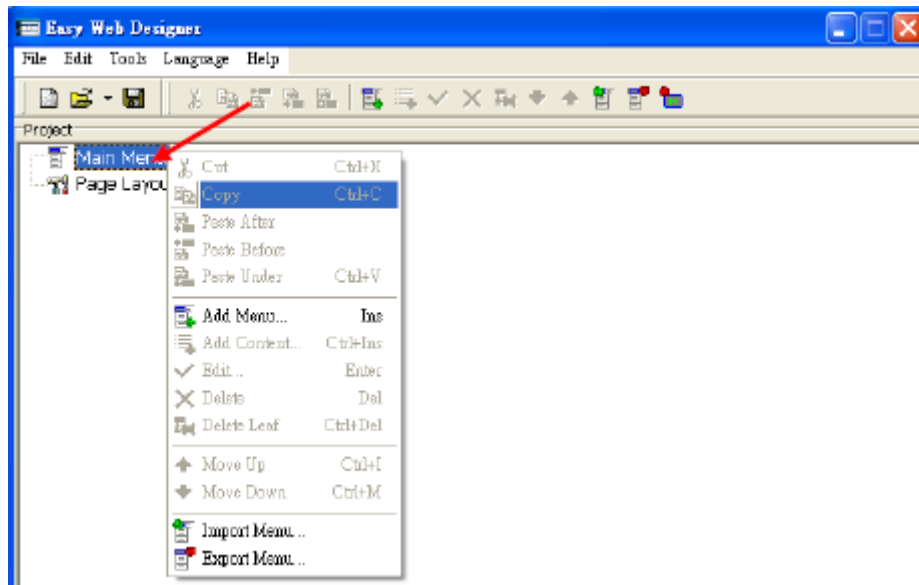 Easy Web Designer
File Edit Tools Language Help
Project
Main Menu
Page Layou
Cut Ctrl+X
Copy Ctrl+C
Paste After
Paste Before
Paste Under Ctrl+V
Add Menu... Ins
Add Content... Ctrl+Ins
Edit... Enter
Delete Del
Delete Leaf Ctrl+Del
Move Up Ctrl+I
Move Down Ctrl+M
Import Menu...
Export Menu...